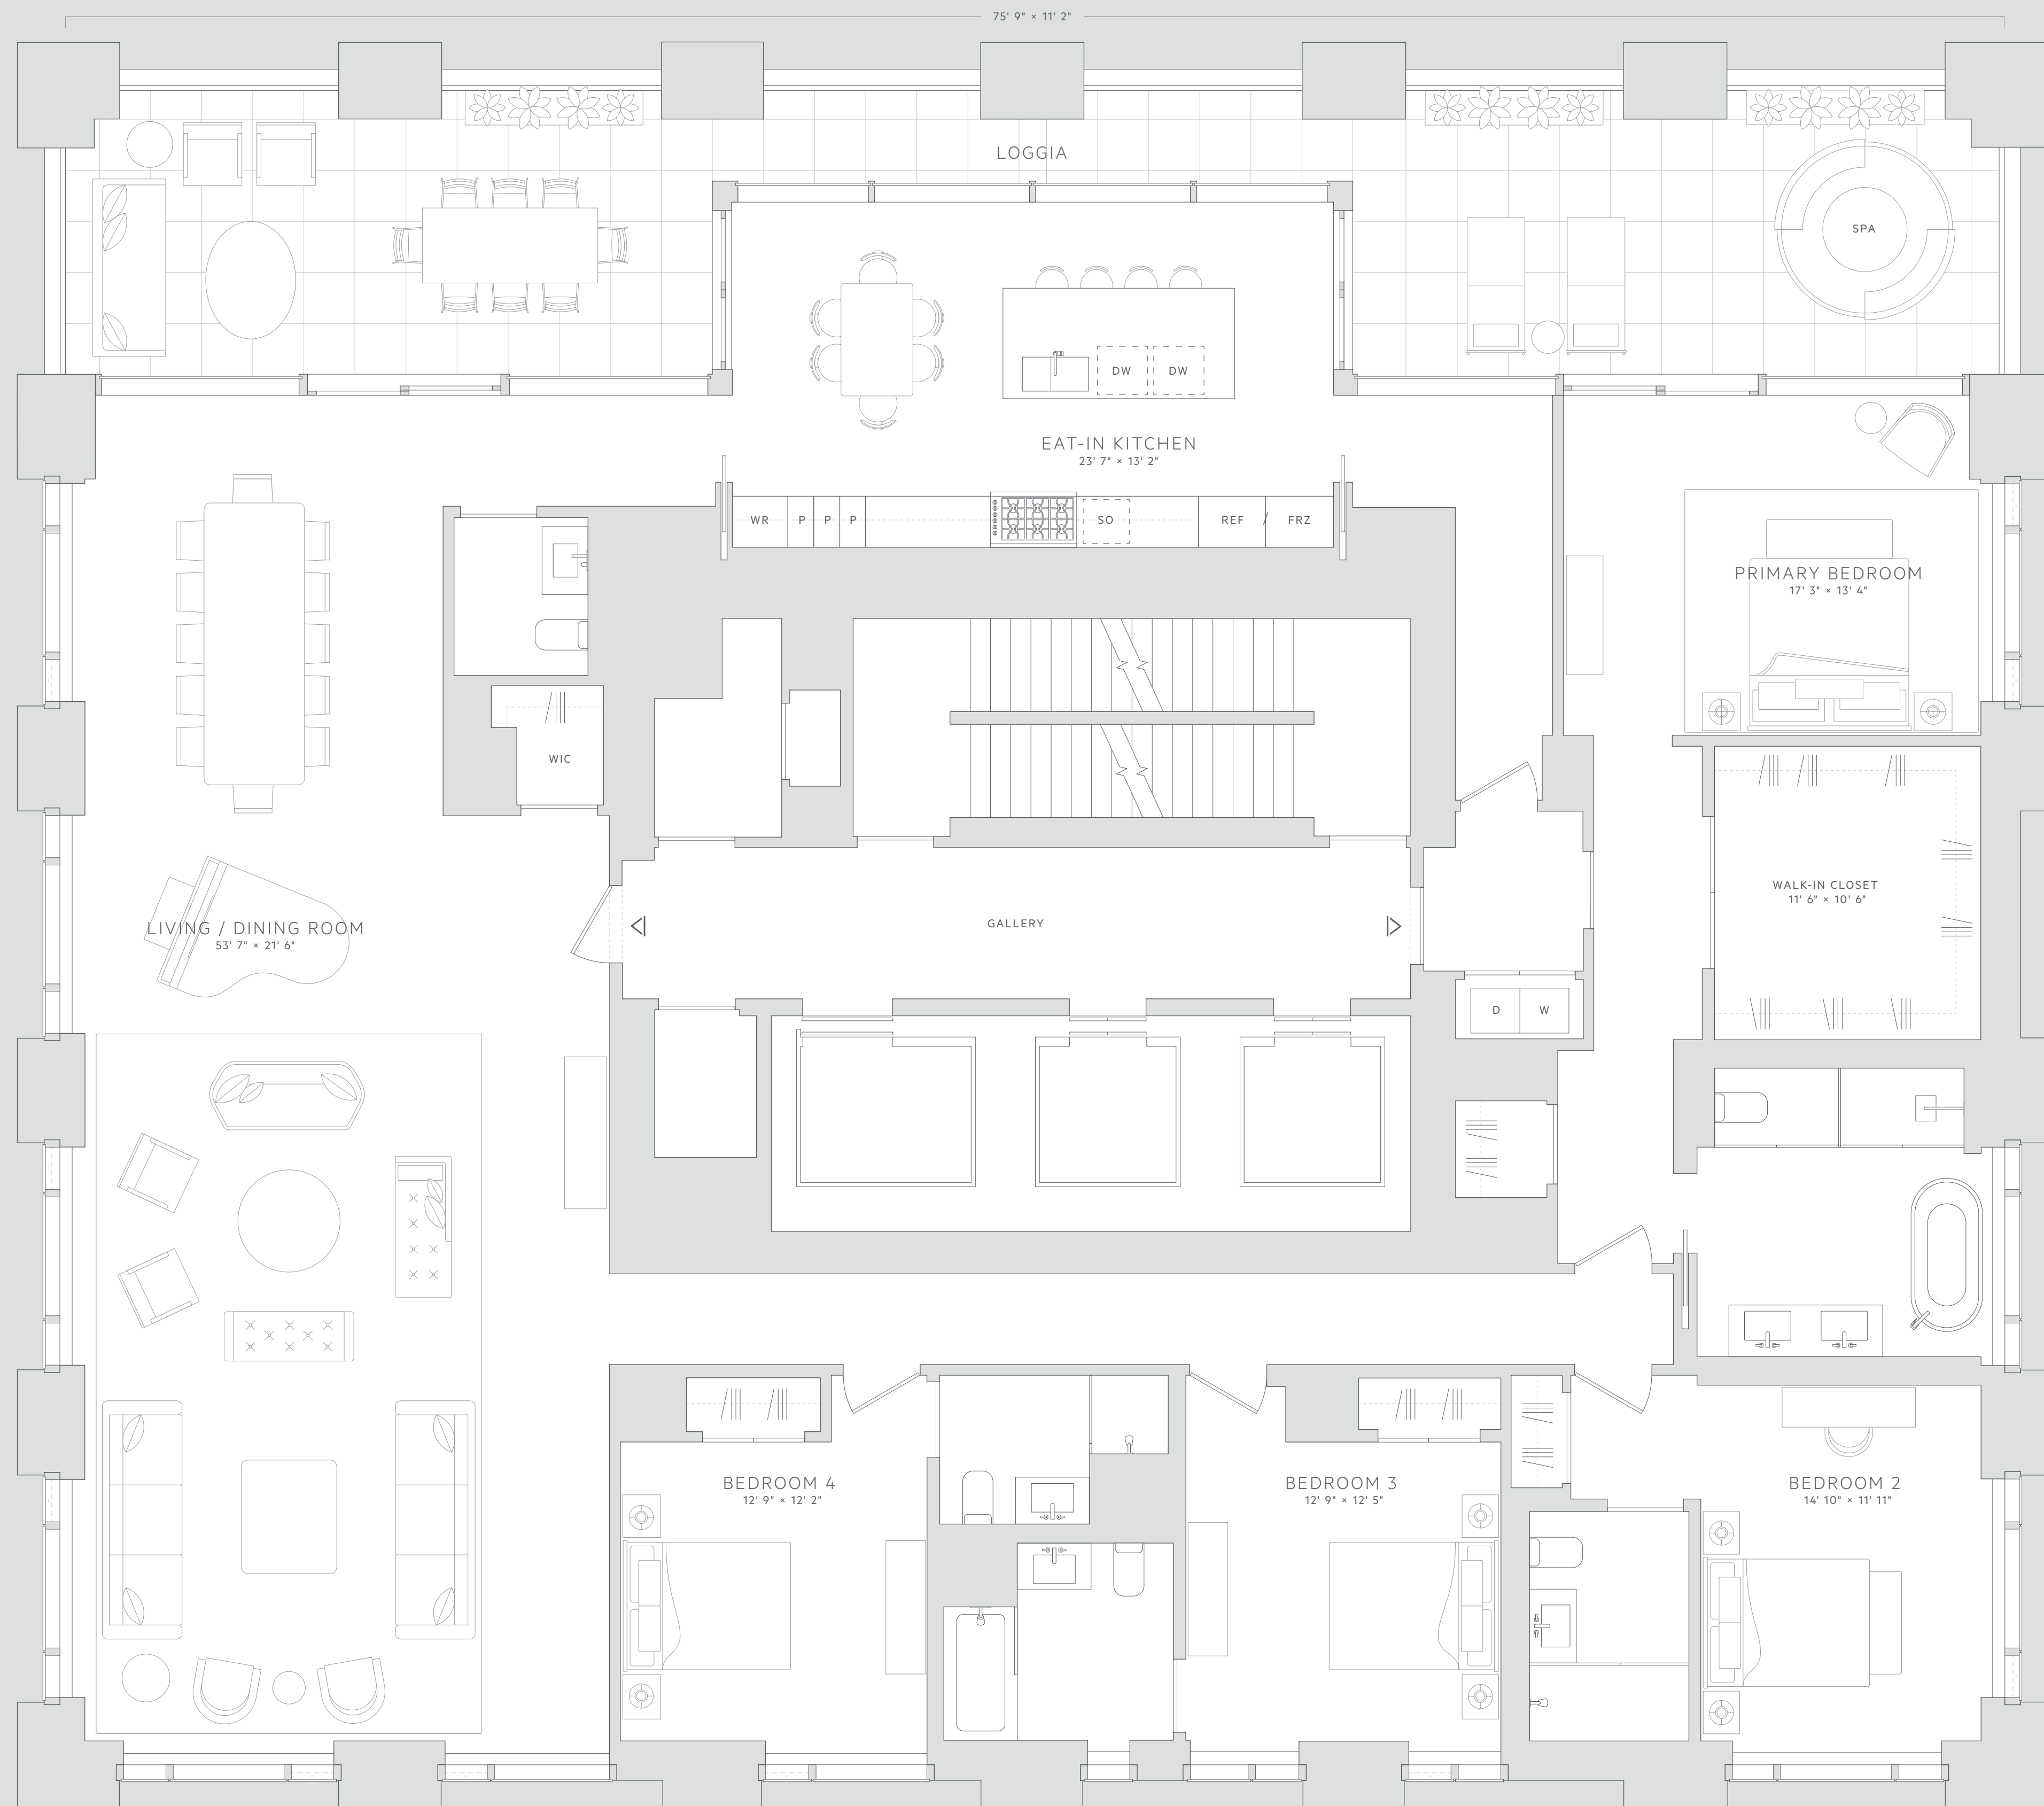 75' 9" × 11' 2"
LOGGIA
SPA
DW DW
EAT-IN KITCHEN
23' 7" × 13' 2"
WR P P P SO REF / FRZ
PRIMARY BEDROOM
17' 3" × 13' 4"
WIC
WALK-IN CLOSET
11' 6" × 10' 6"
GALLERY
LIVING / DINING ROOM
53' 7" × 21' 6"
D W
BEDROOM 4
12' 9" × 12' 2"
BEDROOM 3
12' 9" × 12' 5"
BEDROOM 2
14' 10" × 11' 11"